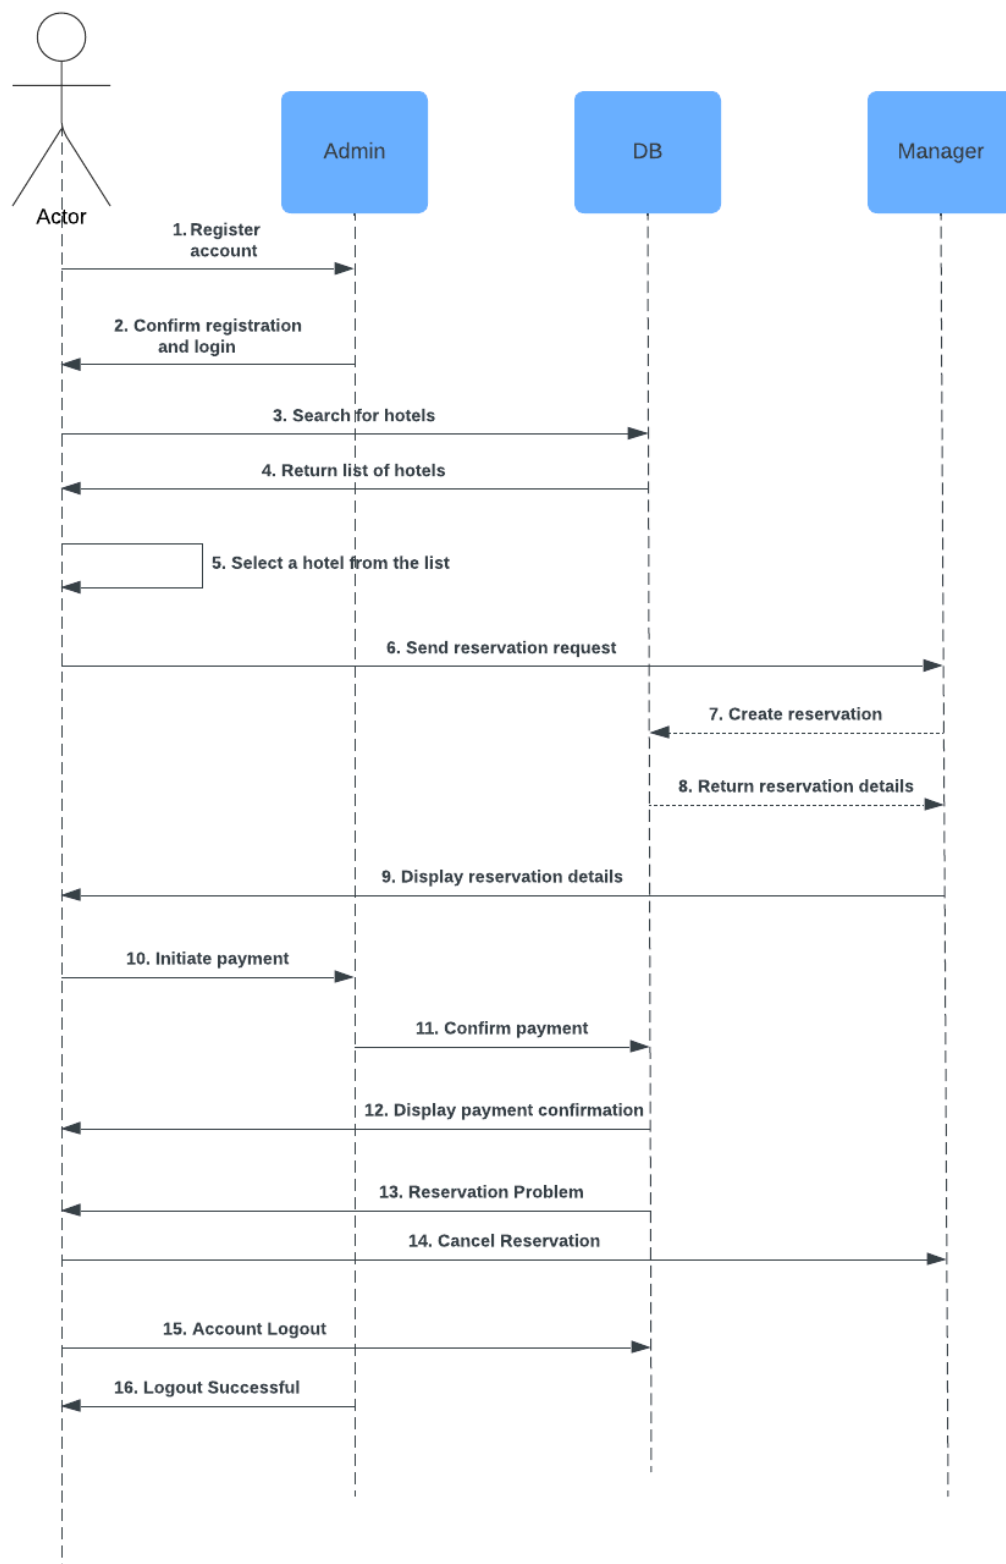 Admin
DB
Manager
Actor
1. Register
account
2. Confirm registration
and login
3. Search for hotels
4. Return list of hotels
5. Select a hotel from the list
6. Send reservation request
7. Create reservation
8. Return reservation details
9. Display reservation details
10. Initiate payment
11. Confirm payment
12. Display payment confirmation
13. Reservation Problem
14. Cancel Reservation
15. Account Logout
16. Logout Successful